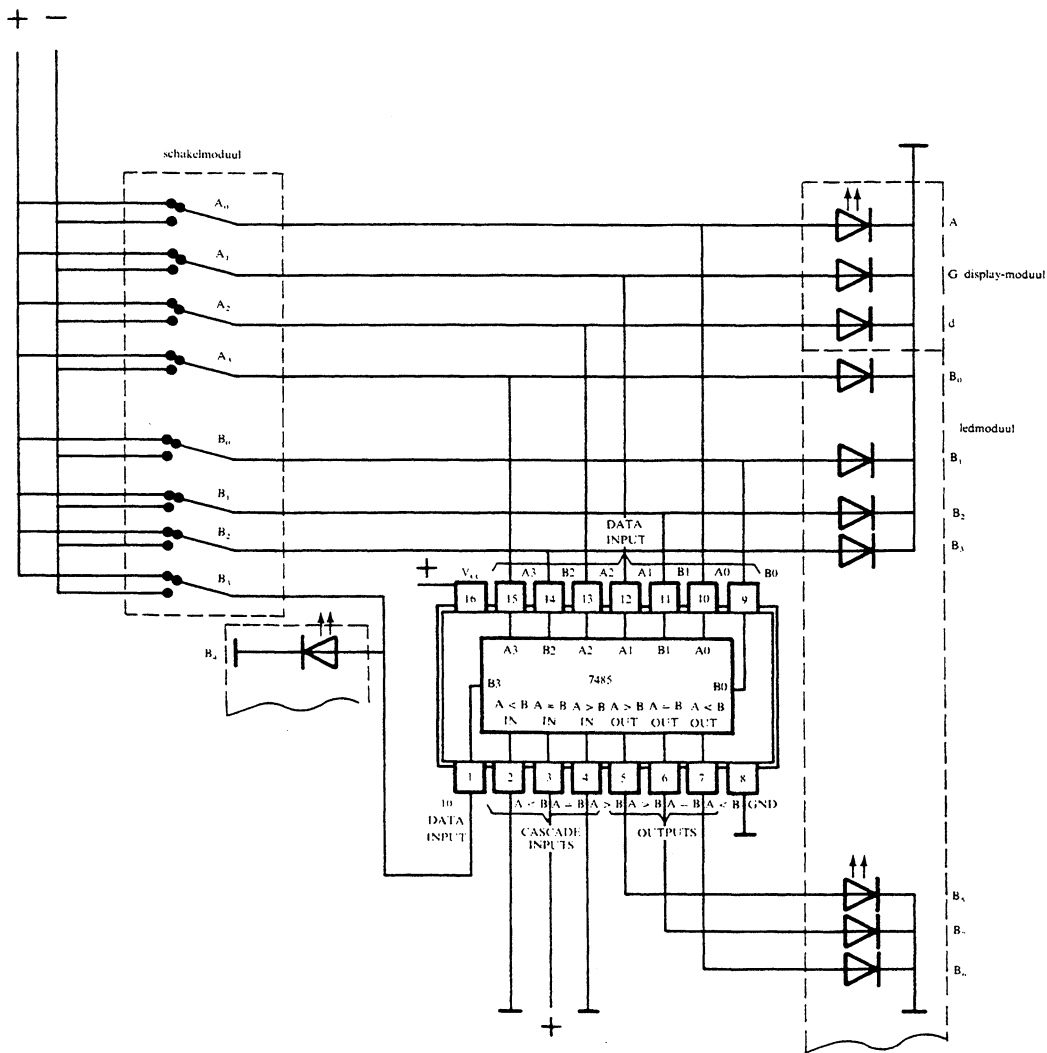 + −
schakelmoduul
A₀
A
A₁
G display-moduul
A₂
d
A₃
B₀
ledmoduul
B₀
B₁
B₁
B₂
B₂
B₃
B₃
DATA
INPUT
+
A3 B2 A2 A1 B1 A0 B0
16 15 14 13 12 11 10 9
B₄
A3 B2 A2 A1 B1 A0
B3 7485 B0
A < B A = B A > B A > B A = B A < B
IN IN IN OUT OUT OUT
1 2 3 4 5 6 7 8
10
DATA
INPUT
A < B A = B A > B A > B A = B A < B GND
CASCADE
INPUTS
OUTPUTS
B₅
+